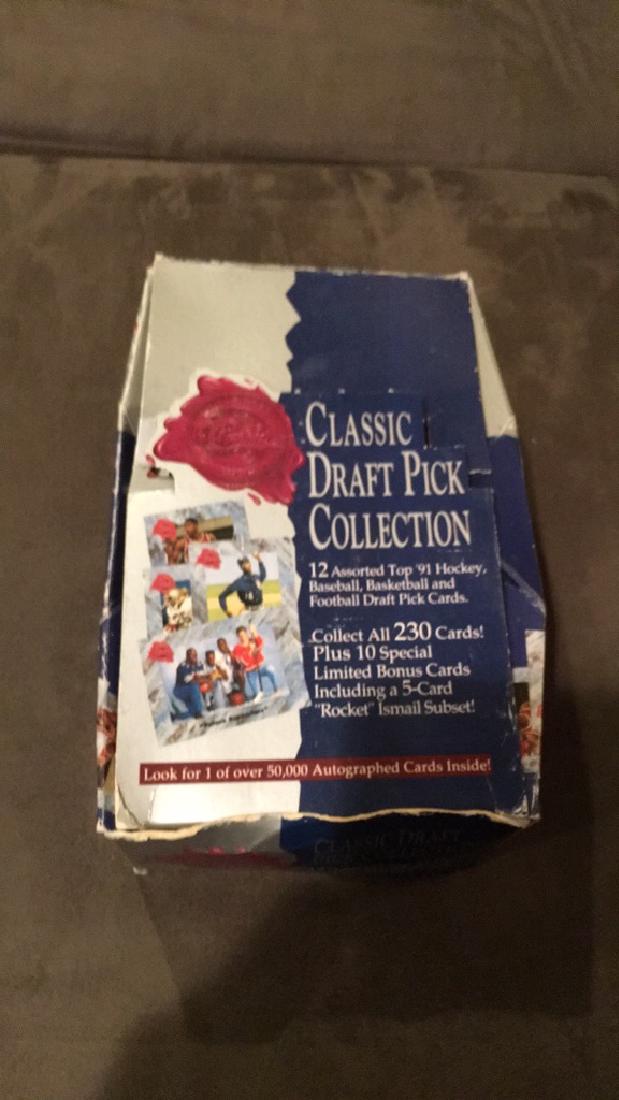 CLASSIC
DRAFT PICK
COLLECTION
12 Assorted Top '91 Hockey,
Baseball, Basketball and
Football Draft Pick Cards.
Collect All 230 Cards!
Plus 10 Special
Limited Bonus Cards
Including a 5-Card
"Rocket" Ismail Subset!
Look for 1 of over 50,000 Autographed Cards Inside!
CLASSIC DRAFT